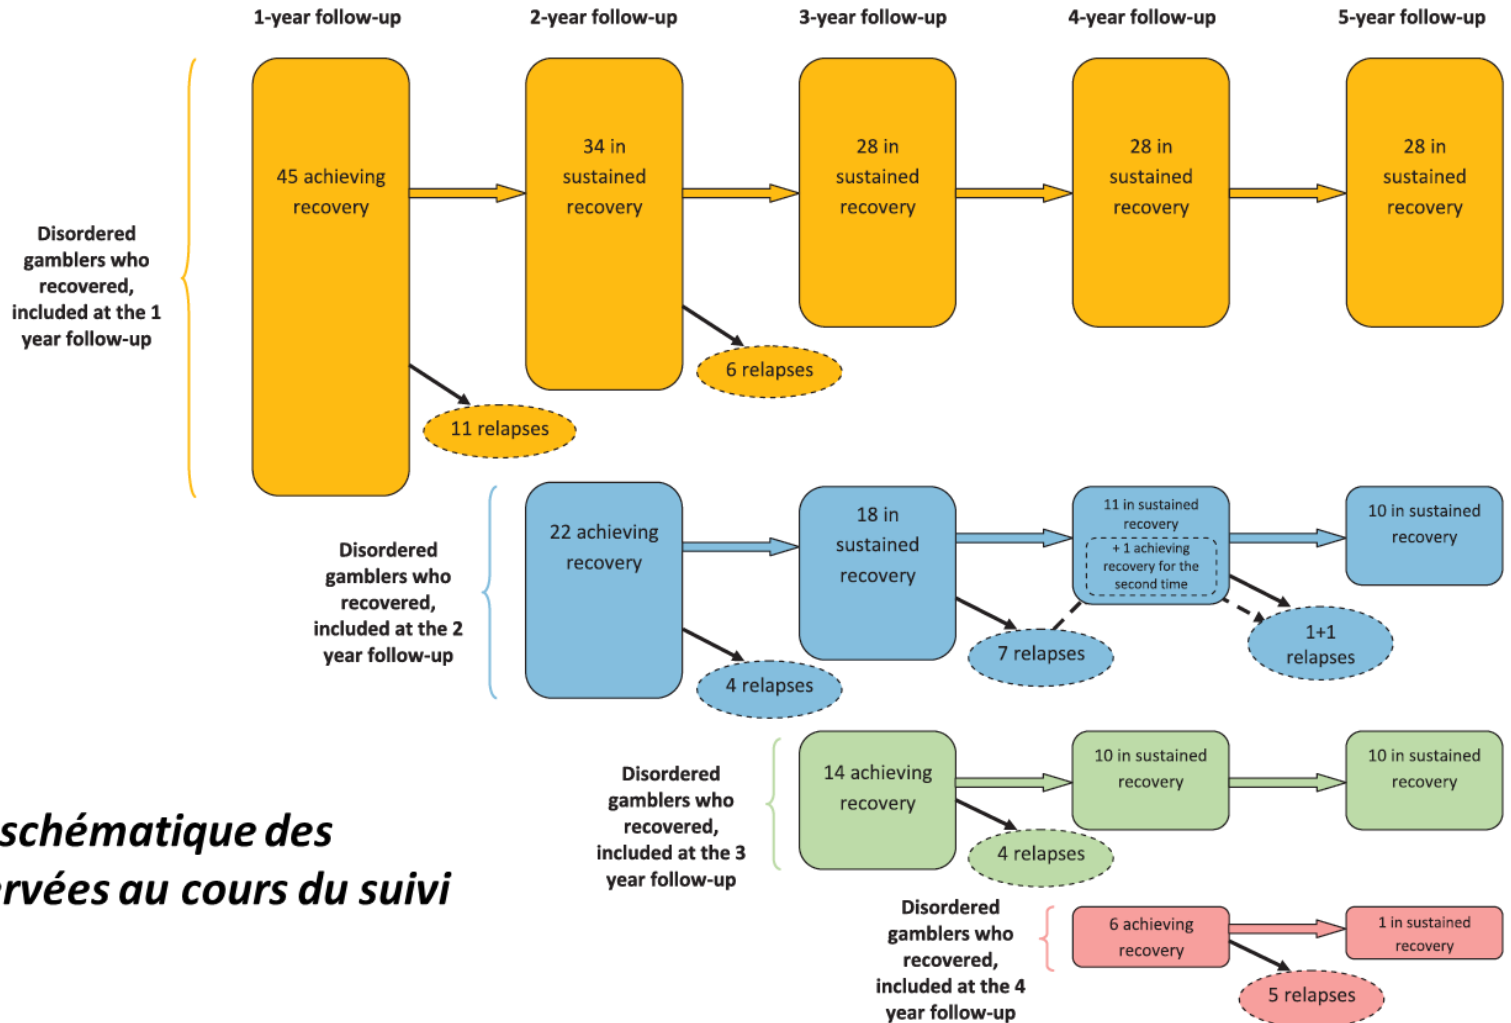 1-year follow-up
2-year follow-up
3-year follow-up
4-year follow-up
5-year follow-up
Disordered
gamblers who
recovered,
included at the 1
year follow-up
45 achieving
recovery
34 in
sustained
recovery
28 in
sustained
recovery
28 in
sustained
recovery
28 in
sustained
recovery
11 relapses
6 relapses
Disordered
gamblers who
recovered,
included at the 2
year follow-up
22 achieving
recovery
18 in
sustained
recovery
11 in sustained
recovery
+ 1 achieving
recovery for the
second time
10 in sustained
recovery
4 relapses
7 relapses
1+1
relapses
Disordered
gamblers who
recovered,
included at the 3
year follow-up
14 achieving
recovery
10 in sustained
recovery
10 in sustained
recovery
4 relapses
schématique des
ervées au cours du suivi
Disordered
gamblers who
recovered,
included at the 4
year follow-up
6 achieving
recovery
1 in sustained
recovery
5 relapses